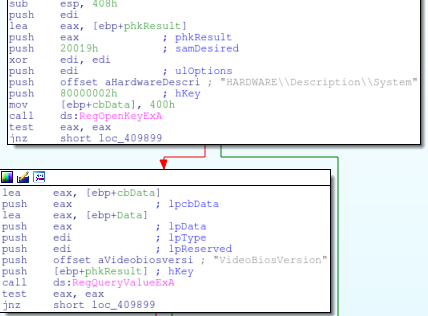 sub esp, 408h
push edi
lea eax, [ebp+phkResult]
push eax ; phkResult
push 20019h ; samDesired
xor edi, edi
push edi ; ulOptions
push offset aHardwareDescri ; "HARDWARE\\Description\\System"
push 80000002h ; hKey
mov [ebp+cbData], 400h
call ds:RegOpenKeyExA
test eax, eax
jnz short loc_409899
lea eax, [ebp+cbData]
push eax ; lpcbData
lea eax, [ebp+Data]
push eax ; lpData
push edi ; lpType
push edi ; lpReserved
push offset aVideobiosversi ; "VideoBiosVersion"
push [ebp+phkResult] ; hKey
call ds:RegQueryValueExA
test eax, eax
jnz short loc_409899